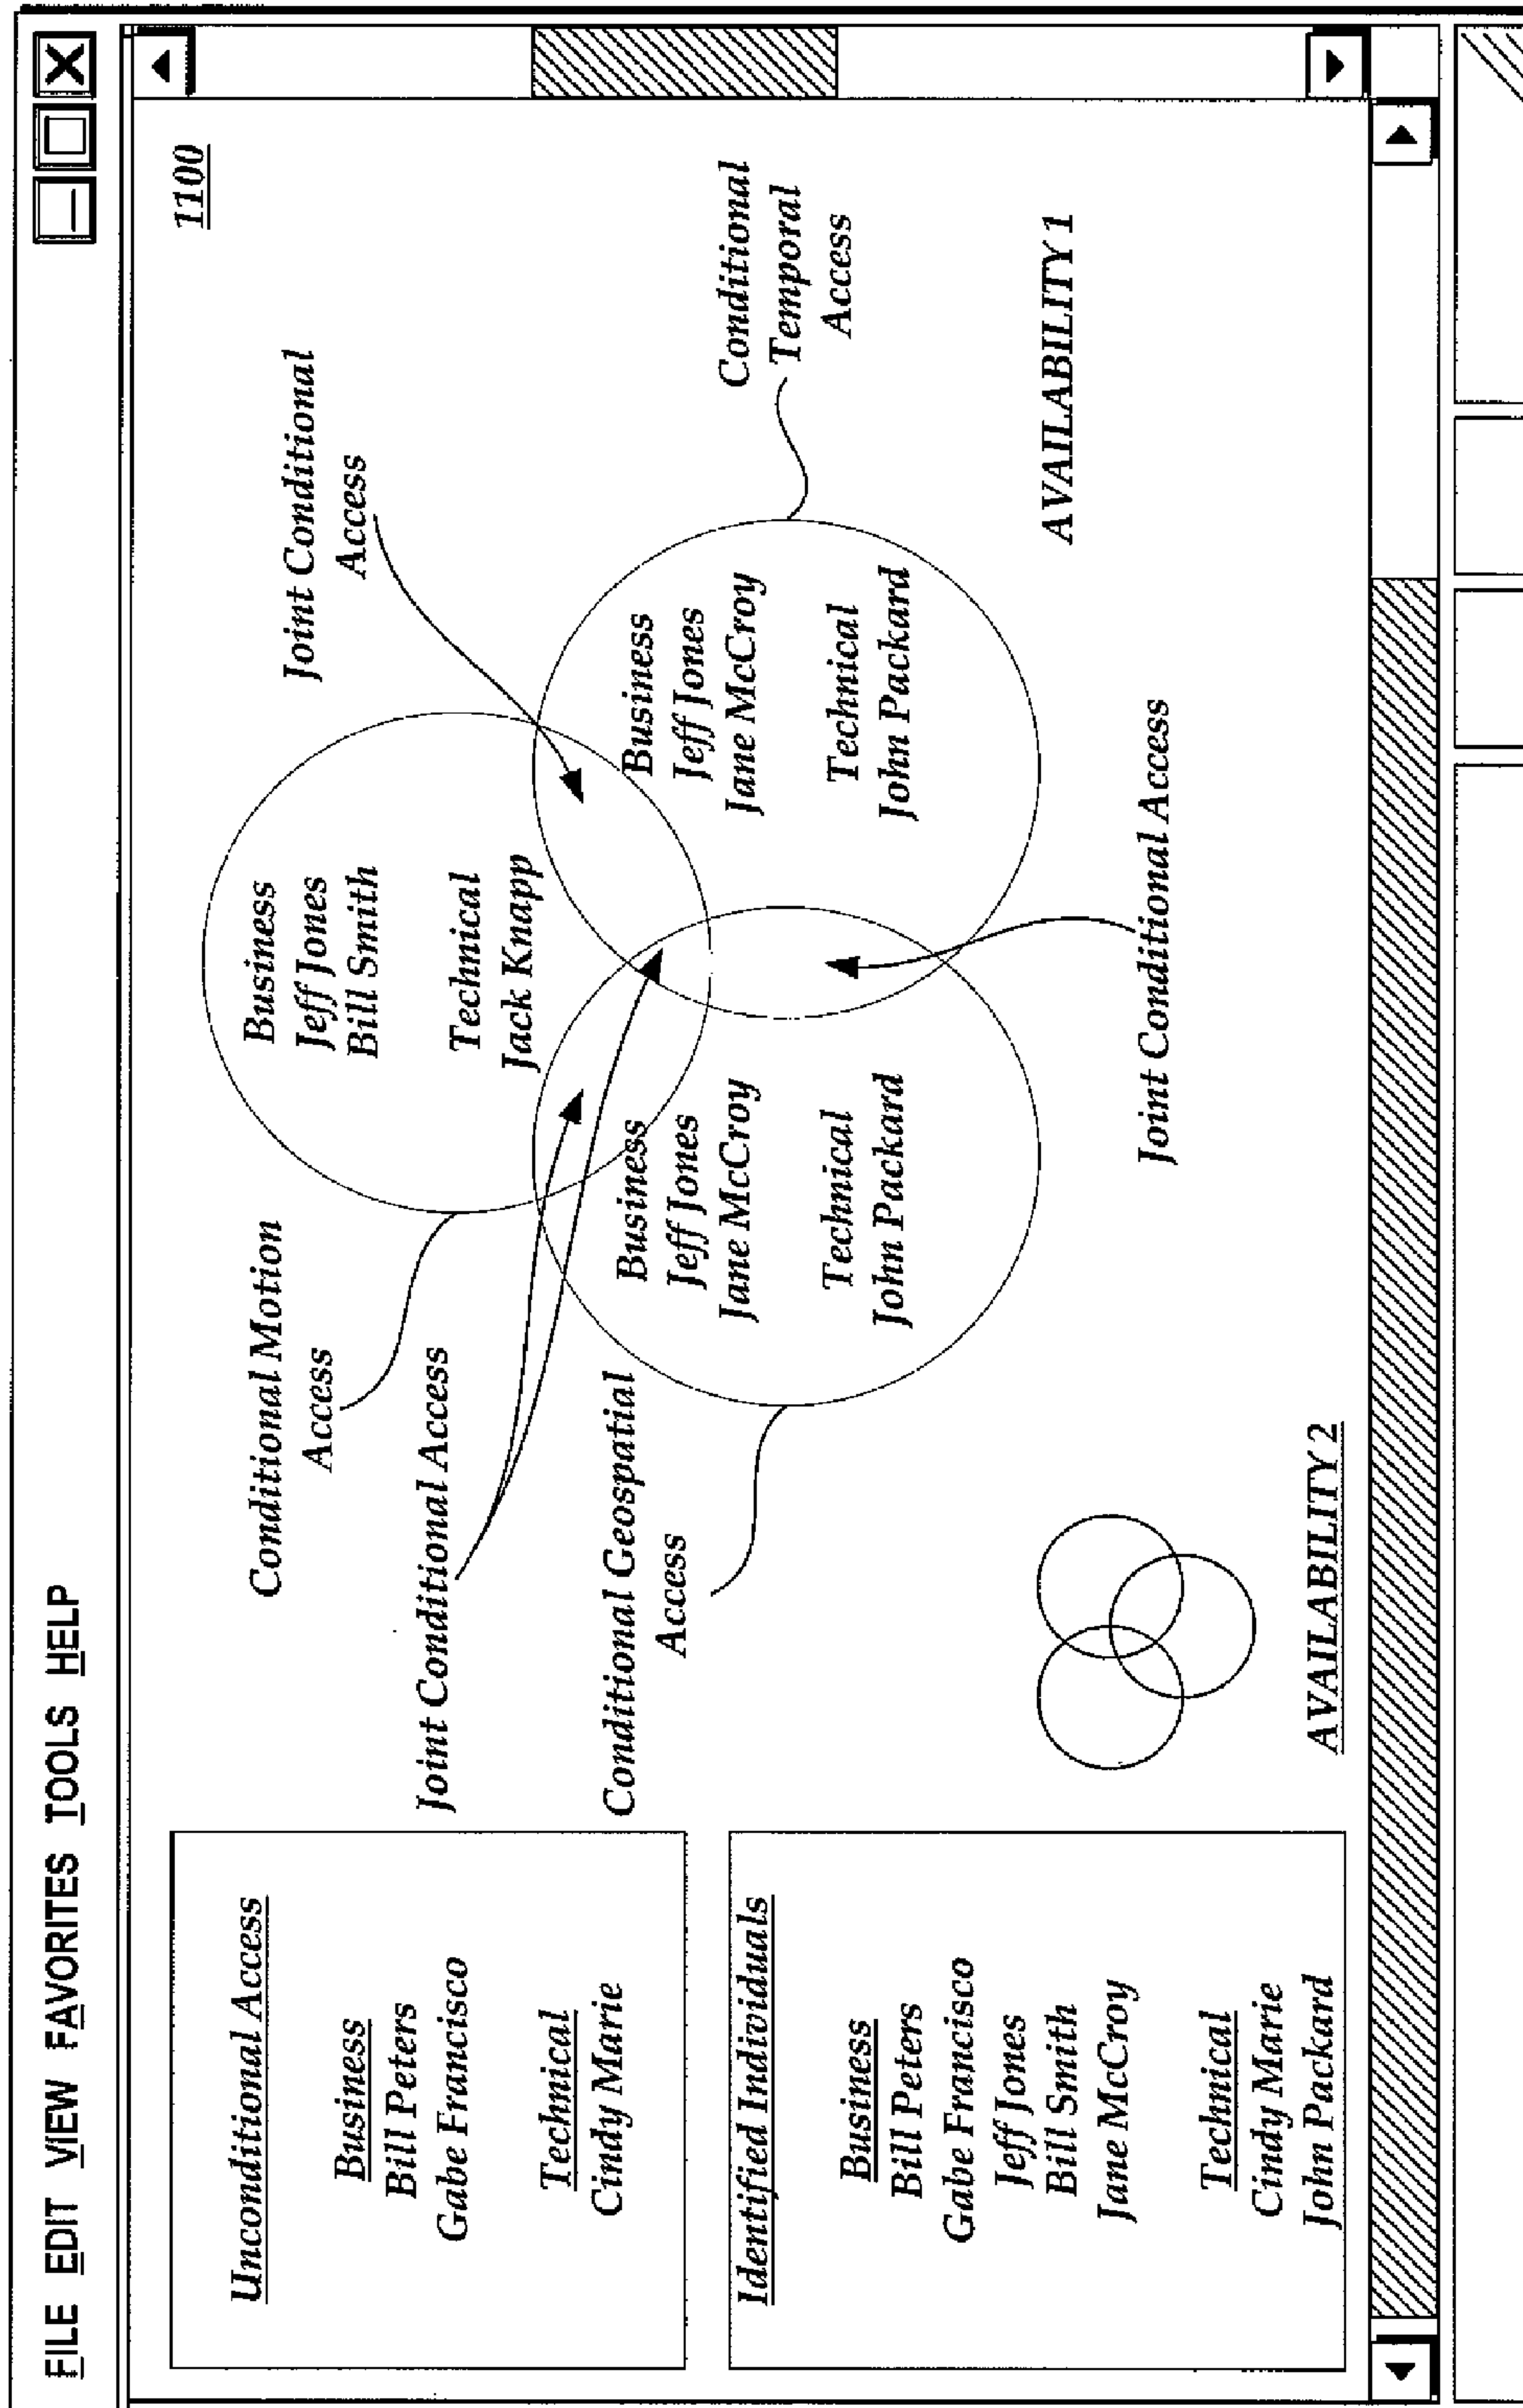 FILE EDIT VIEW FAVORITES TOOLS HELP
1100
Unconditional Access
Business
Bill Peters
Gabe Francisco
Technical
Cindy Marie
Identified Individuals
Business
Bill Peters
Gabe Francisco
Jeff Jones
Bill Smith
Jane McCroy
Technical
Cindy Marie
John Packard
Conditional Motion
Access
Joint Conditional Access
Conditional Geospatial
Access
Business
Jeff Jones
Bill Smith
Technical
Jack Knapp
Joint Conditional
Access
Business
Jeff Jones
Jane McCroy
Technical
John Packard
Business
Jeff Jones
Jane McCroy
Technical
John Packard
Conditional
Temporal
Access
Joint Conditional Access
AVAILABILITY 1
AVAILABILITY 2